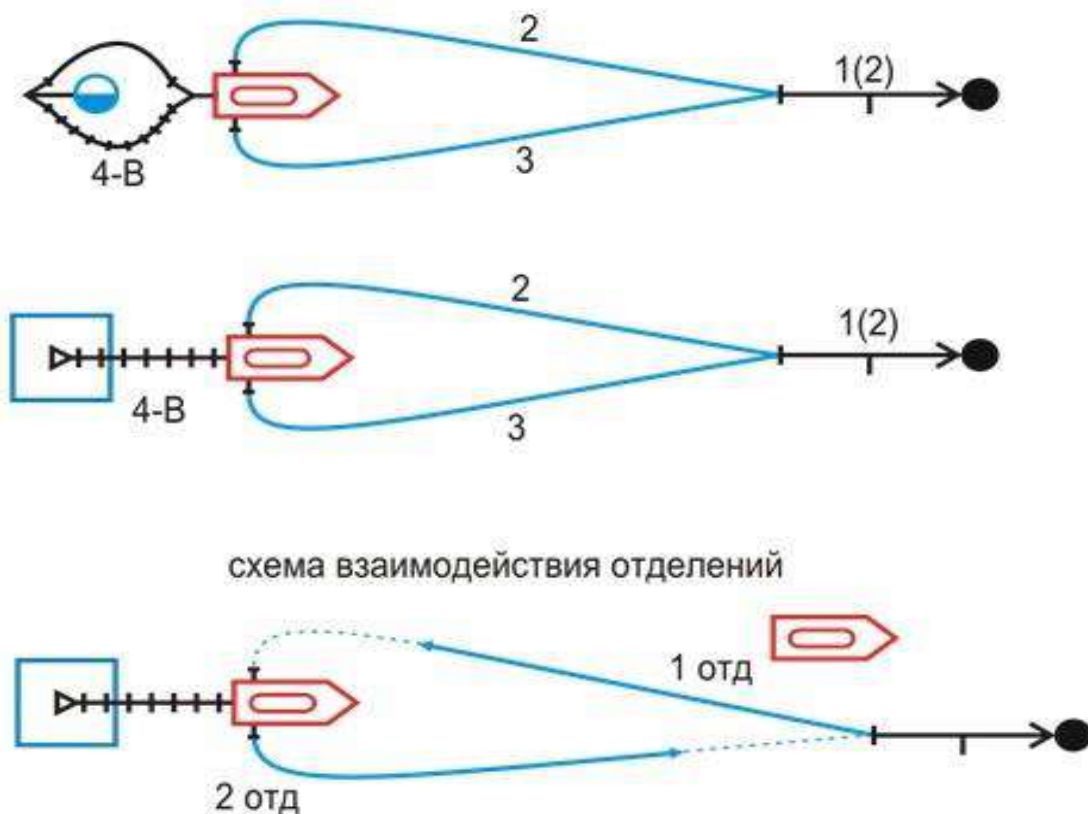 2
1(2)
3
4-В
2
1(2)
3
4-В
схема взаимодействия отделений
1 отд
2 отд